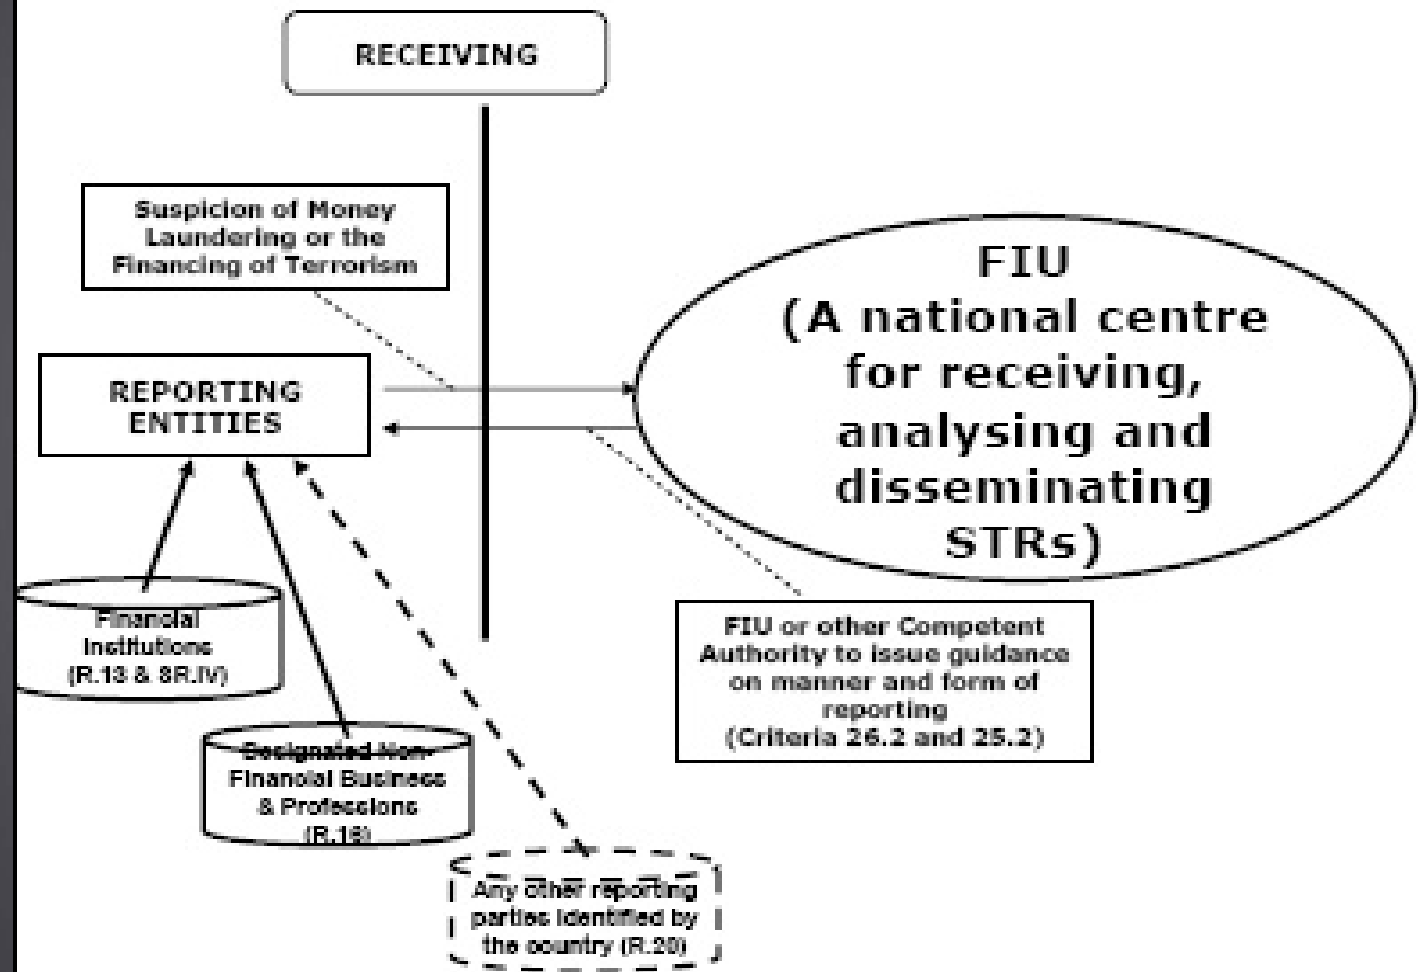 RECEIVING
Suspicion of Money
Laundering or the
Financing of Terrorism
FIU
(A national centre
for receiving,
analysing and
disseminating
STRs)
REPORTING
ENTITIES
FIU or other Competent
Authority to issue guidance
on manner and form of
reporting
(Criteria 26.2 and 25.2)
Financial
Institutions
(R.13 & SR.IV)
Designated Non-
Financial Business
& Professions
(R.16)
Any other reporting
parties identified by
the country (R.20)